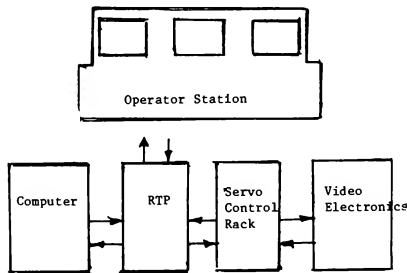 Operator Station
Computer
RTP
Servo
Control
Rack
Video
Electronics